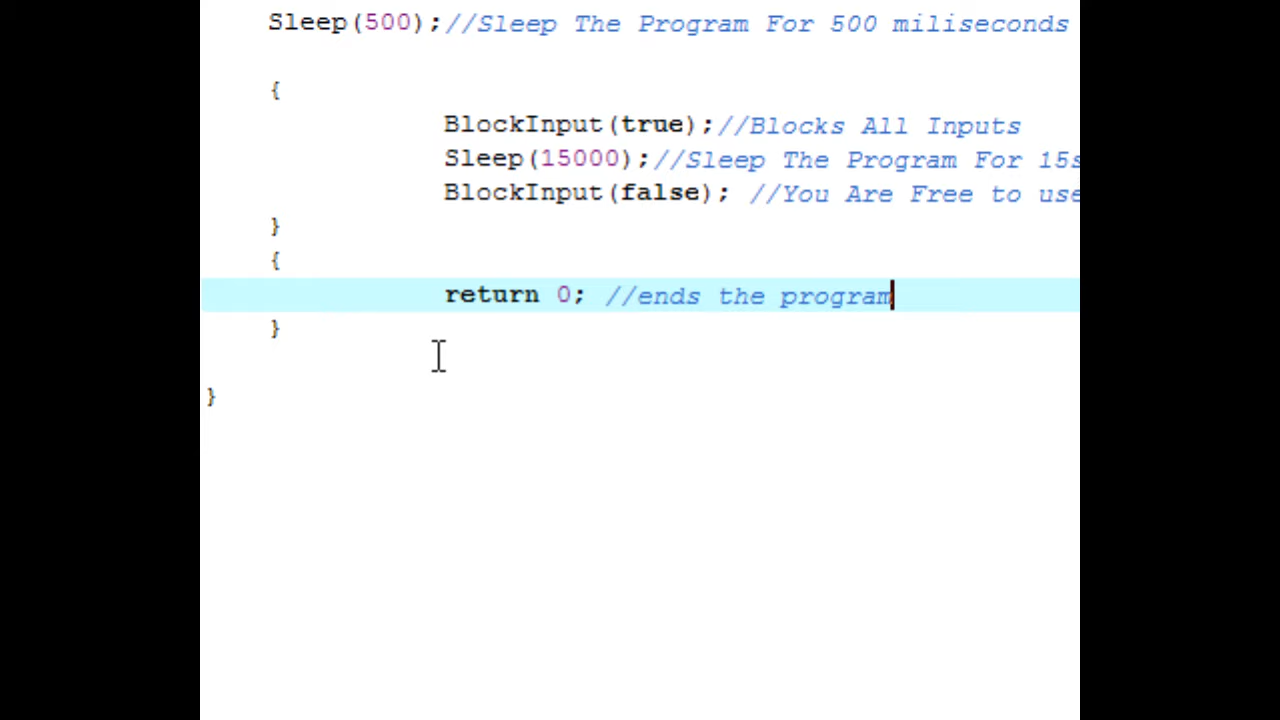 Sleep(500);//Sleep The Program For 500 miliseconds
{
BlockInput(true);//Blocks All Inputs
Sleep(15000);//Sleep The Program For 15s
BlockInput(false); //You Are Free to use
}
{
return 0; //ends the program
}
}